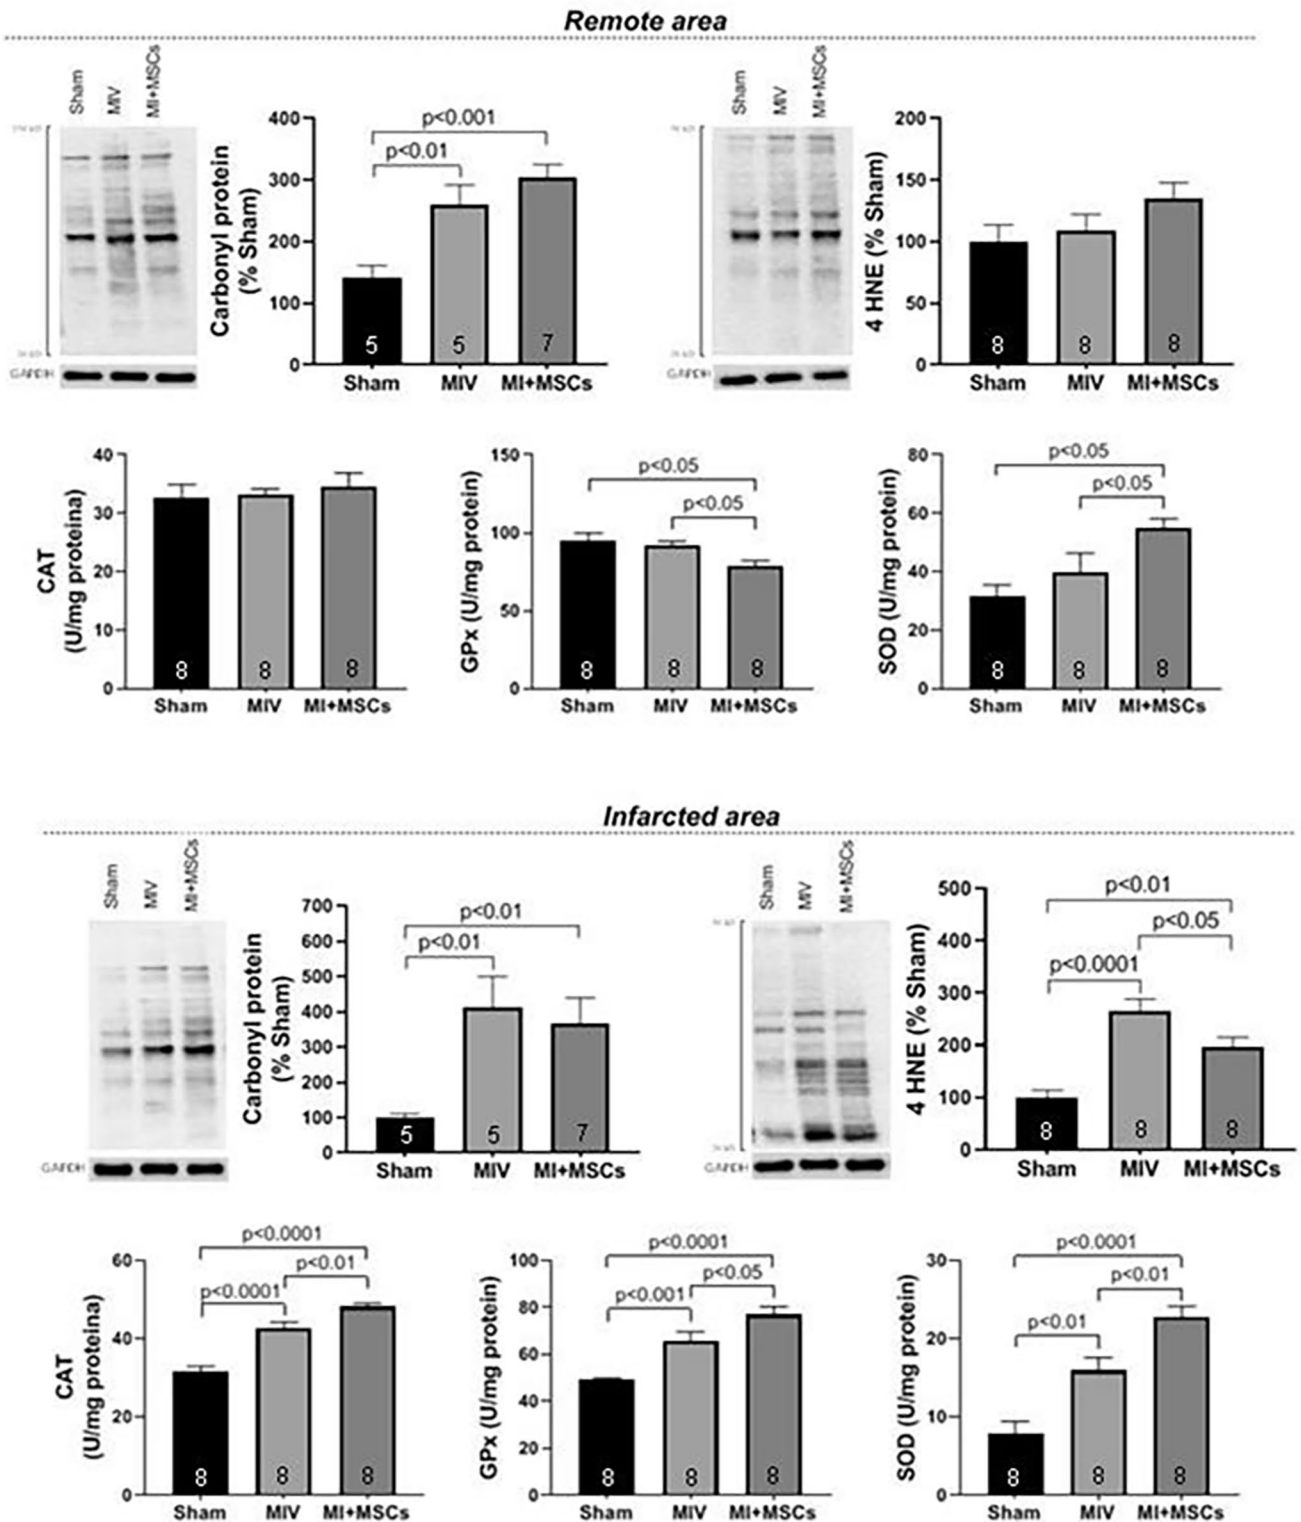 Remote area
Sham
MIV
MI+MSCs
GAPDH
Carbonyl protein
(% Sham)
400
300
200
100
0
p<0.001
p<0.01
5
5
7
Sham MIV MI+MSCs
Sham
MIV
MI+MSCs
GAPDH
4 HNE (% Sham)
200
150
100
50
0
8
8
8
Sham MIV MI+MSCs
CAT
(U/mg proteina)
40
30
20
10
0
8
8
8
Sham MIV MI+MSCs
GPx (U/mg protein)
150
100
50
0
p<0.05
p<0.05
8
8
8
Sham MIV MI+MSCs
SOD (U/mg protein)
80
60
40
20
0
p<0.05
p<0.05
8
8
8
Sham MIV MI+MSCs
Infarcted area
Sham
MIV
MI+MSCs
GAPDH
Carbonyl protein
(% Sham)
700
600
500
400
300
200
100
0
p<0.01
p<0.01
5
5
7
Sham MIV MI+MSCs
Sham
MIV
MI+MSCs
GAPDH
4 HNE (% Sham)
500
400
300
200
100
0
p<0.01
p<0.05
p<0.0001
8
8
8
Sham MIV MI+MSCs
CAT
(U/mg proteina)
60
40
20
0
p<0.0001
p<0.01
p<0.0001
8
8
8
Sham MIV MI+MSCs
GPx (U/mg protein)
100
80
60
40
20
0
p<0.0001
p<0.05
p<0.001
8
8
8
Sham MIV MI+MSCs
SOD (U/mg protein)
30
20
10
0
p<0.0001
p<0.01
p<0.01
8
8
8
Sham MIV MI+MSCs